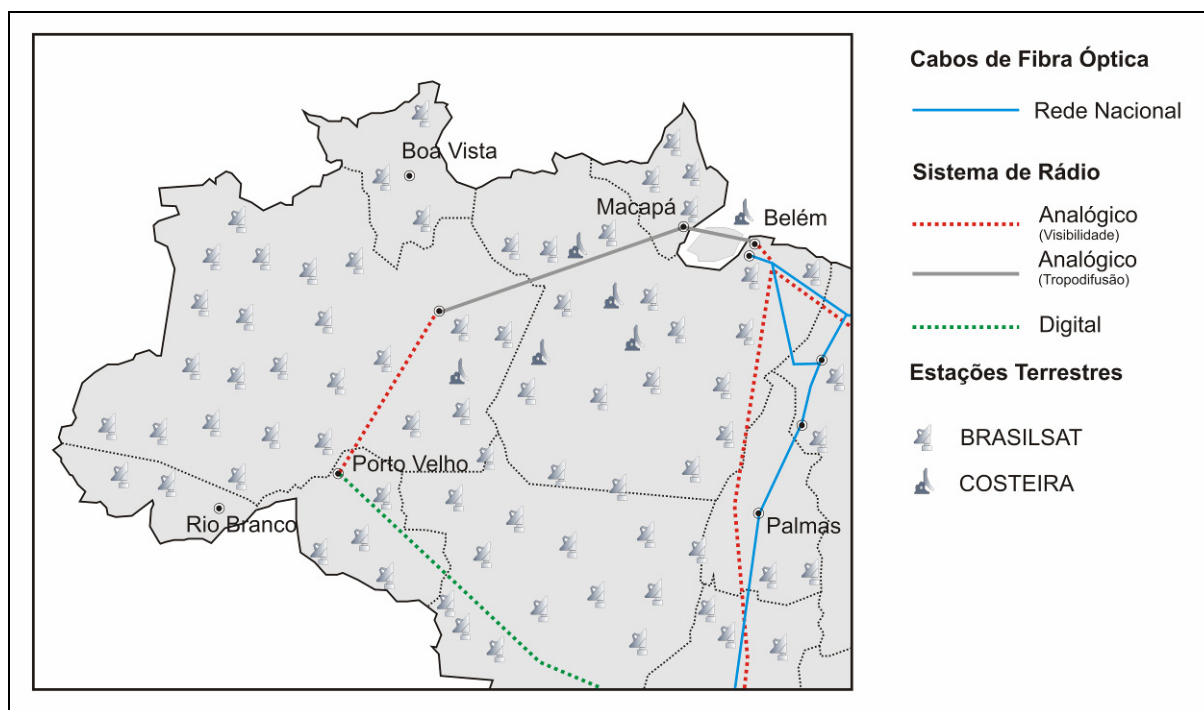 Boa Vista
Macapá
Belém
Porto Velho
Rio Branco
Palmas
Cabos de Fibra Óptica
Rede Nacional
Sistema de Rádio
Analógico
(Visibilidade)
Analógico
(Tropodifusão)
Digital
Estações Terrestres
BRASILSAT
COSTEIRA